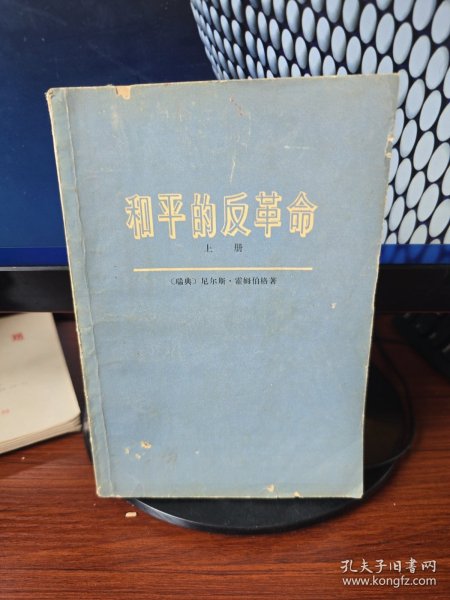 和平的反革命
上 册
〔瑞典〕尼尔斯·霍姆伯格著
孔夫子旧书网
www.kongfz.com